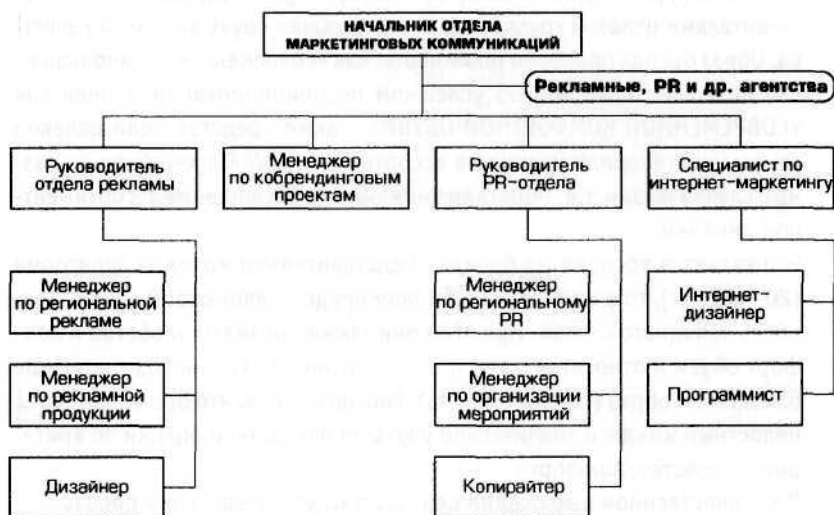 НАЧАЛЬНИК ОТДЕЛА
МАРКЕТИНГОВЫХ КОММУНИКАЦИЙ
Рекламные, PR и др. агентства
Руководитель
отдела рекламы
Менеджер
по кобрендинговым
проектам
Руководитель
PR-отдела
Специалист по
интернет-маркетингу
Менеджер
по региональной
рекламе
Менеджер
по региональному
PR
Интернет-
дизайнер
Менеджер
по рекламной
продукции
Менеджер
по организации
мероприятий
Программист
Дизайнер
Копирайтер